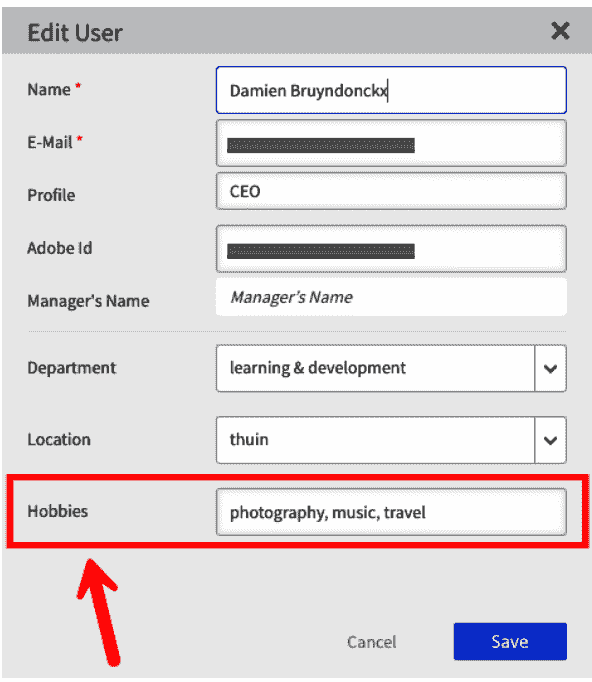 Edit User
Name * Damien Bruyndonckx
E-Mail *
Profile CEO
Adobe Id
Manager's Name Manager's Name
Department learning & development
Location thuin
Hobbies photography, music, travel
Cancel Save